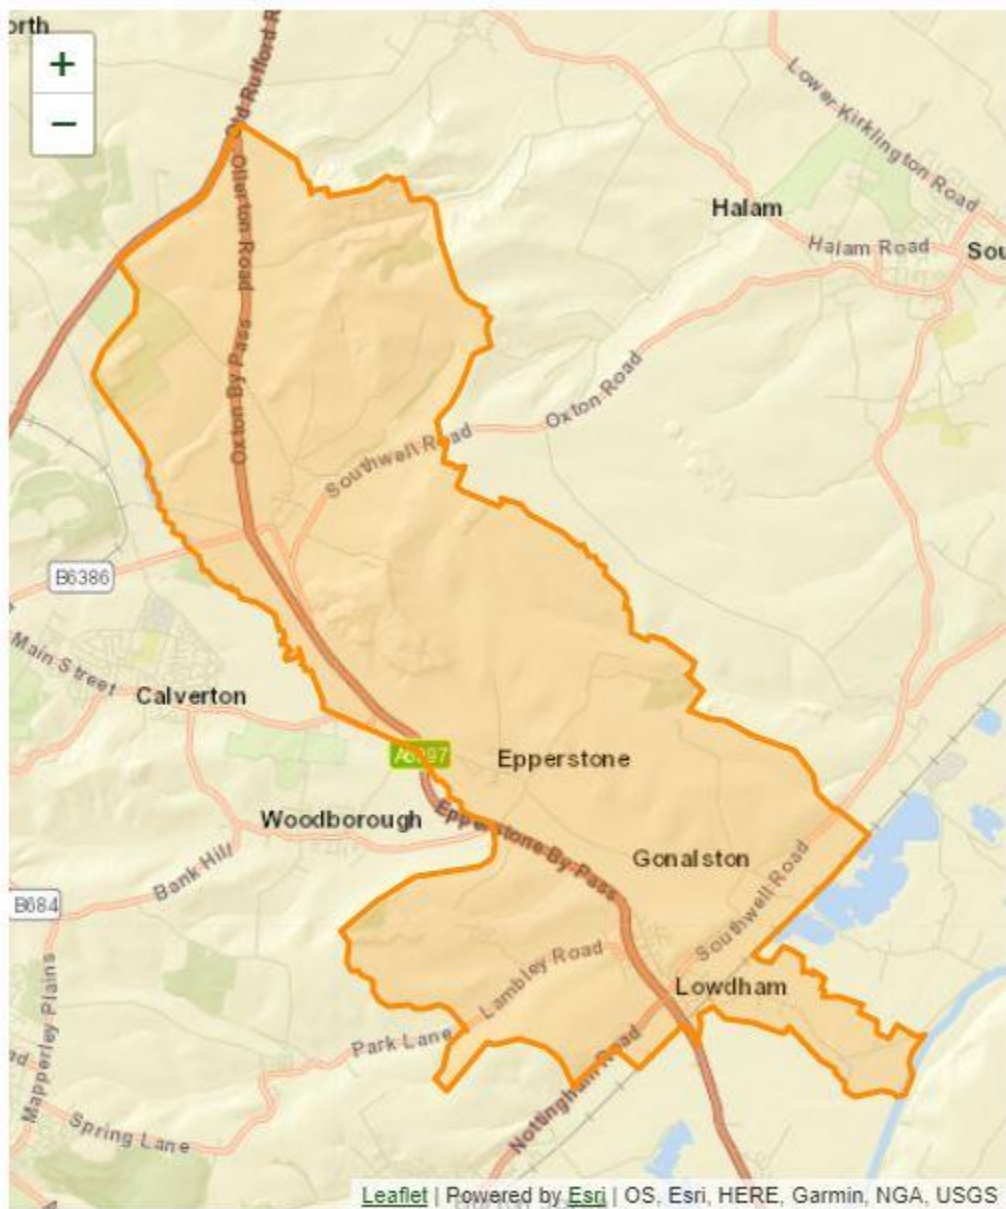 orth
+
−
Old Rufford R
Ollerton Road
Oxton By Pass
Lower Kirklington Road
Halam
Halam Road
Sou
Oxton Road
Southwell Road
B6386
Main Street
Calverton
A6097
Epperstone
Woodborough
Epperstone By-Pass
Gonalston
Bank Hill
B684
Southwell Road
Lambley Road
Lowdham
Mapperley Plains
Park Lane
Nottingham Road
ad
Spring Lane
A
Leaflet | Powered by Esri | OS, Esri, HERE, Garmin, NGA, USGS